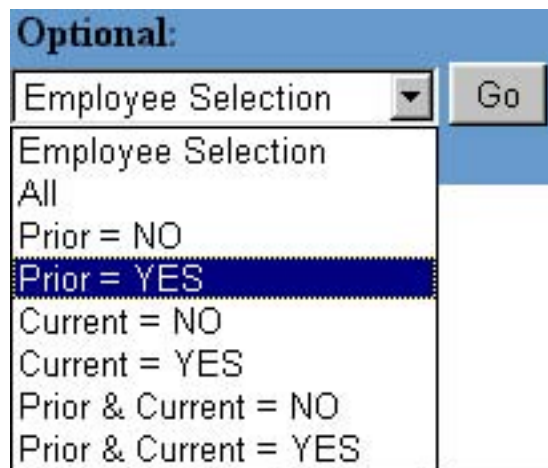 Optional:
Employee Selection
Go
Employee Selection
All
Prior = NO
Prior = YES
Current = NO
Current = YES
Prior & Current = NO
Prior & Current = YES